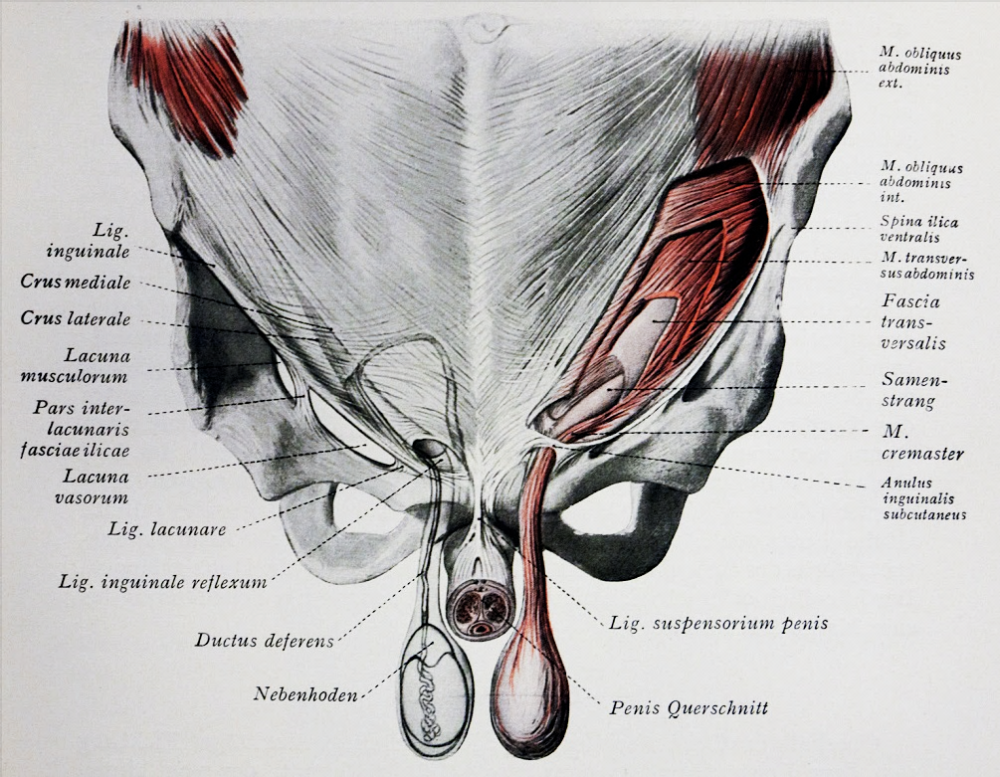 Lig.
inguinale
Crus mediale
Crus laterale
Lacuna
musculorum
Pars inter-
lacunaris
fasciae ilicae
Lacuna
vasorum
Lig. lacunare
Lig. inguinale reflexum
Ductus deferens
Nebenhoden
M. obliquus
abdominis
ext.
M. obliquus
abdominis
int.
Spina ilica
ventralis
M. transver-
sus abdominis
Fascia
trans-
versalis
Samen-
strang
M.
cremaster
Anulus
inguinalis
subcutaneus
Lig. suspensorium penis
Penis Querschnitt